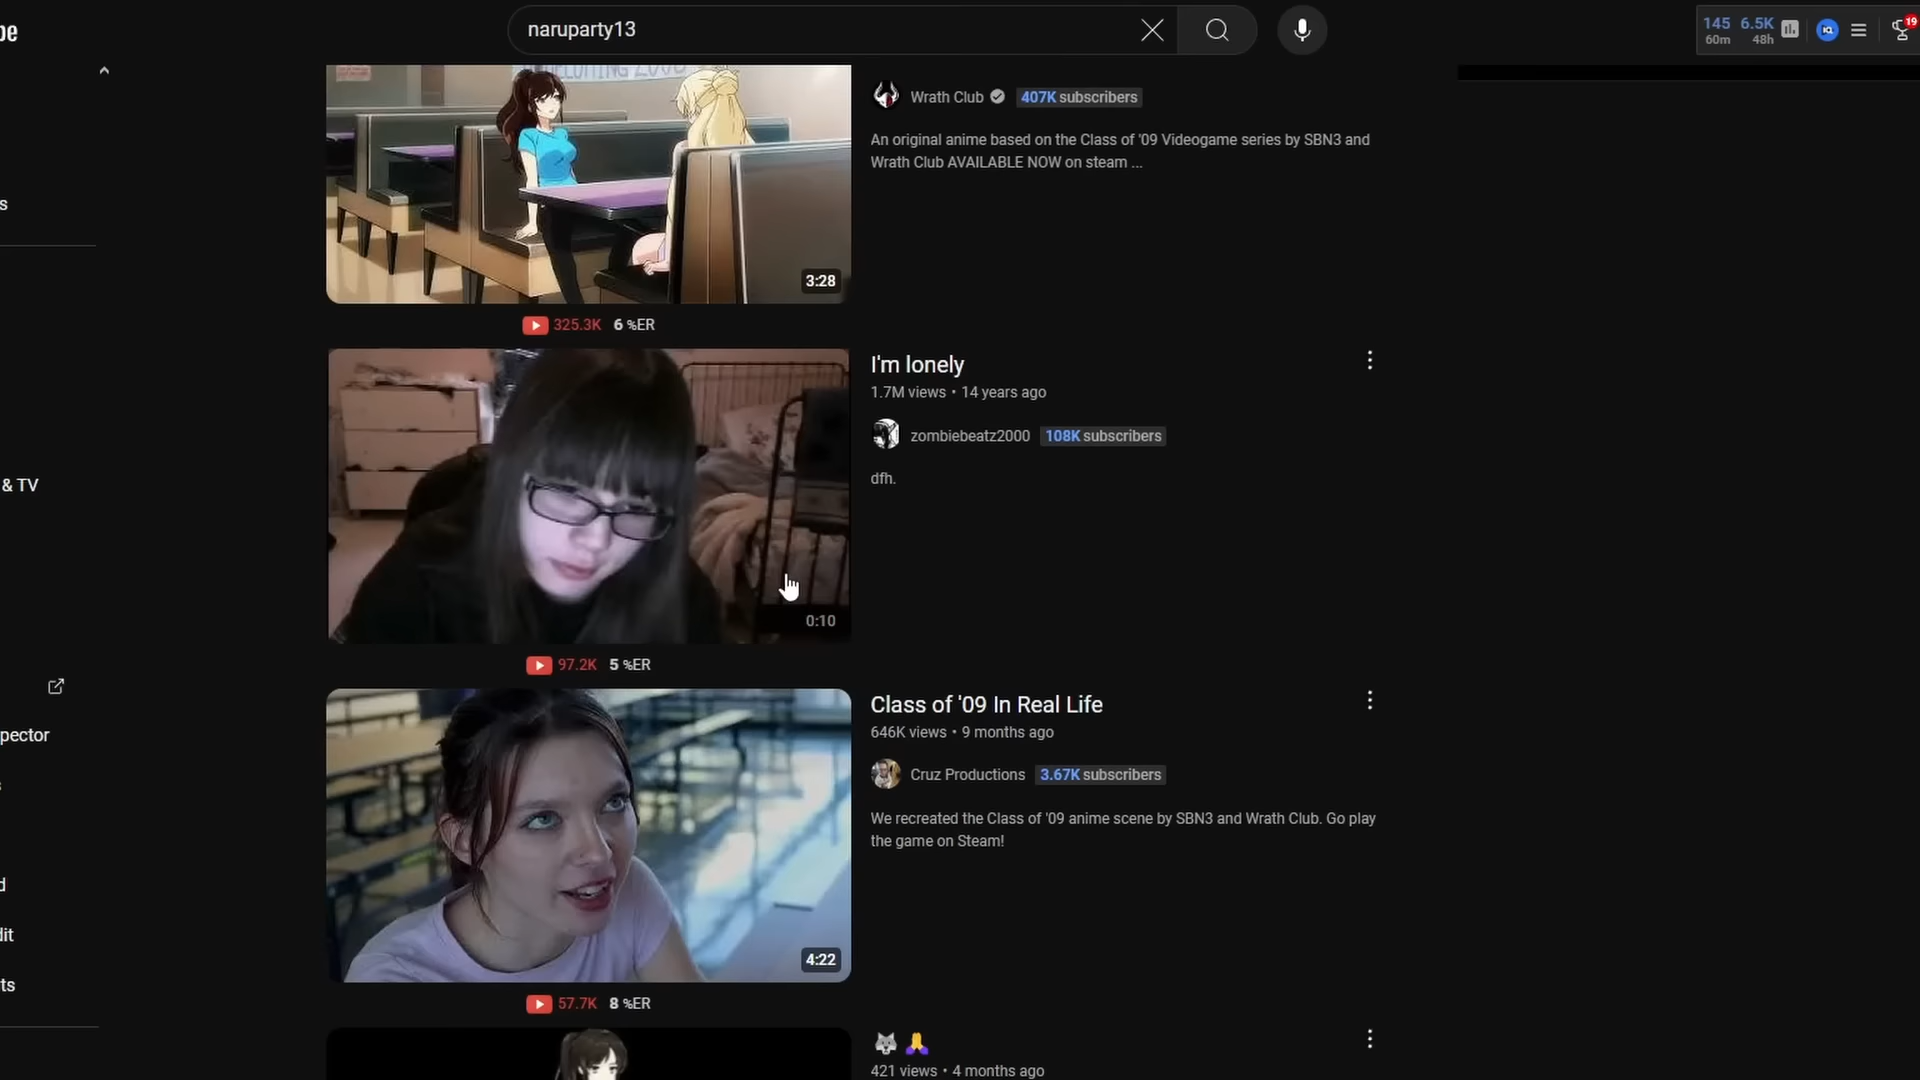 be
naruparty13
145
60m
6.5K
48h
19
Wrath Club
407K subscribers
An original anime based on the Class of '09 Videogame series by SBN3 and
Wrath Club AVAILABLE NOW on steam ...
3:28
325.3K 6 %ER
s
& TV
pector
d
dit
ts
I'm lonely
1.7M views • 14 years ago
zombiebeatz2000
108K subscribers
dfh.
0:10
97.2K 5 %ER
Class of '09 In Real Life
646K views • 9 months ago
Cruz Productions
3.67K subscribers
We recreated the Class of '09 anime scene by SBN3 and Wrath Club. Go play
the game on Steam!
4:22
57.7K 8 %ER
🐺 🙏
421 views • 4 months ago